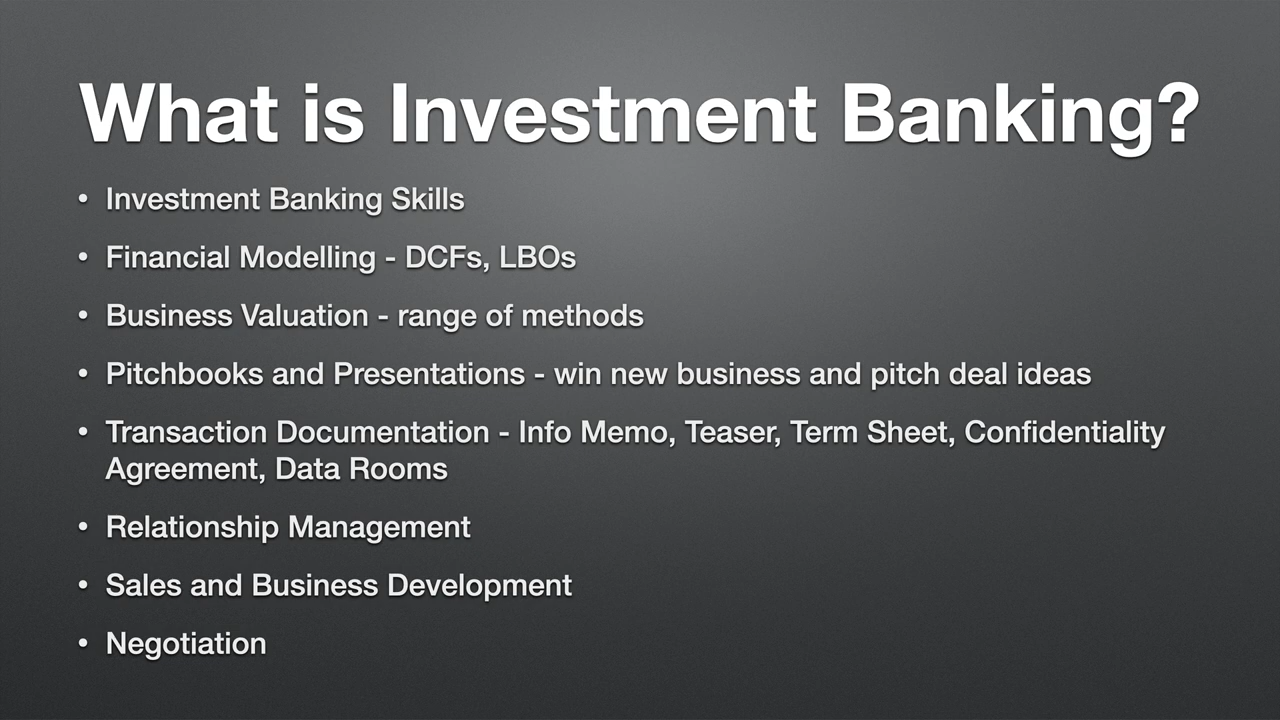 What is Investment Banking?
• Investment Banking Skills
• Financial Modelling - DCFs, LBOs
• Business Valuation - range of methods
• Pitchbooks and Presentations - win new business and pitch deal ideas
• Transaction Documentation - Info Memo, Teaser, Term Sheet, Confidentiality
Agreement, Data Rooms
• Relationship Management
• Sales and Business Development
• Negotiation